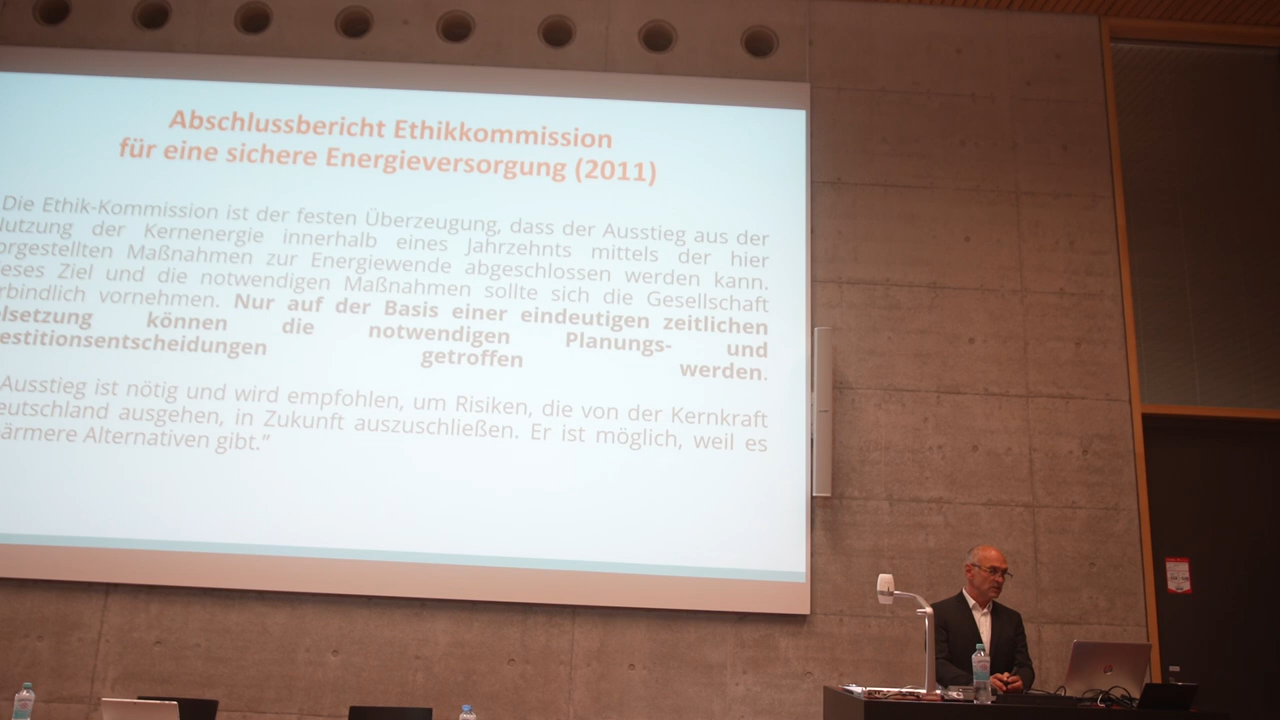 Abschlussbericht Ethikkommission
für eine sichere Energieversorgung (2011)
Die Ethik-Kommission ist der festen Überzeugung, dass der Ausstieg aus der
lutzung der Kernenergie innerhalb eines Jahrzehnts mittels der hier
orgestellten Maßnahmen zur Energiewende abgeschlossen werden kann.
ieses Ziel und die notwendigen Maßnahmen sollte sich die Gesellschaft
rbindlich vornehmen. Nur auf der Basis einer eindeutigen zeitlichen
elsetzung können die notwendigen Planungs- und
estitionsentscheidungen getroffen werden.
Ausstieg ist nötig und wird empfohlen, um Risiken, die von der Kernkraft
eutschland ausgehen, in Zukunft auszuschließen. Er ist möglich, weil es
ärmere Alternativen gibt.”